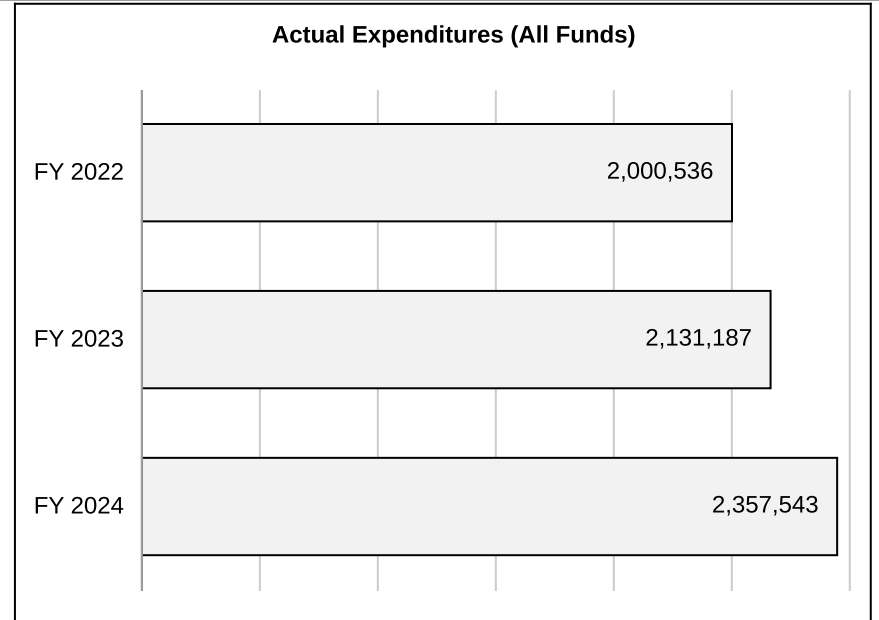 Actual Expenditures (All Funds)
FY 2022
2,000,536
FY 2023
2,131,187
FY 2024
2,357,543